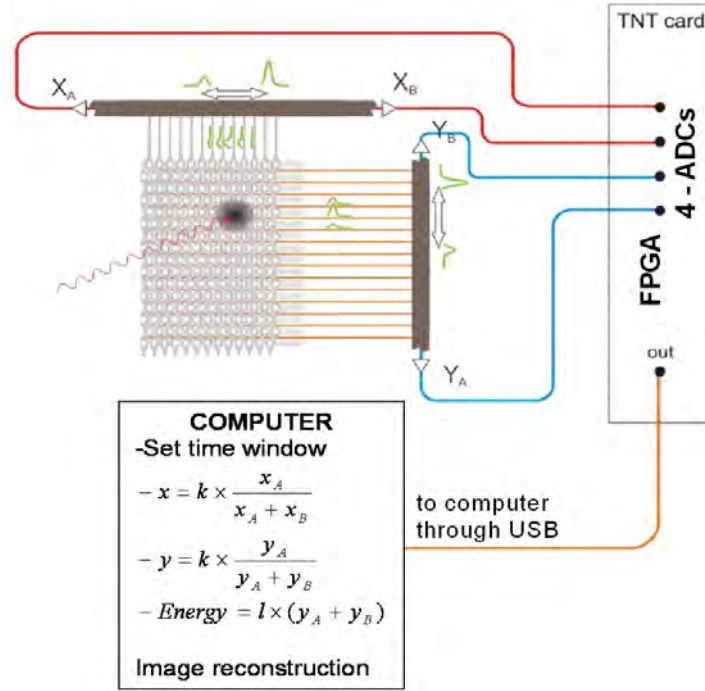 TNT card
X_A
X_B
Y_B
4 - ADCs
FPGA
out
Y_A
COMPUTER
-Set time window
- x = k × x_A / (x_A + x_B)
- y = k × y_A / (y_A + y_B)
- Energy = l × (y_A + y_B)
Image reconstruction
to computer
through USB